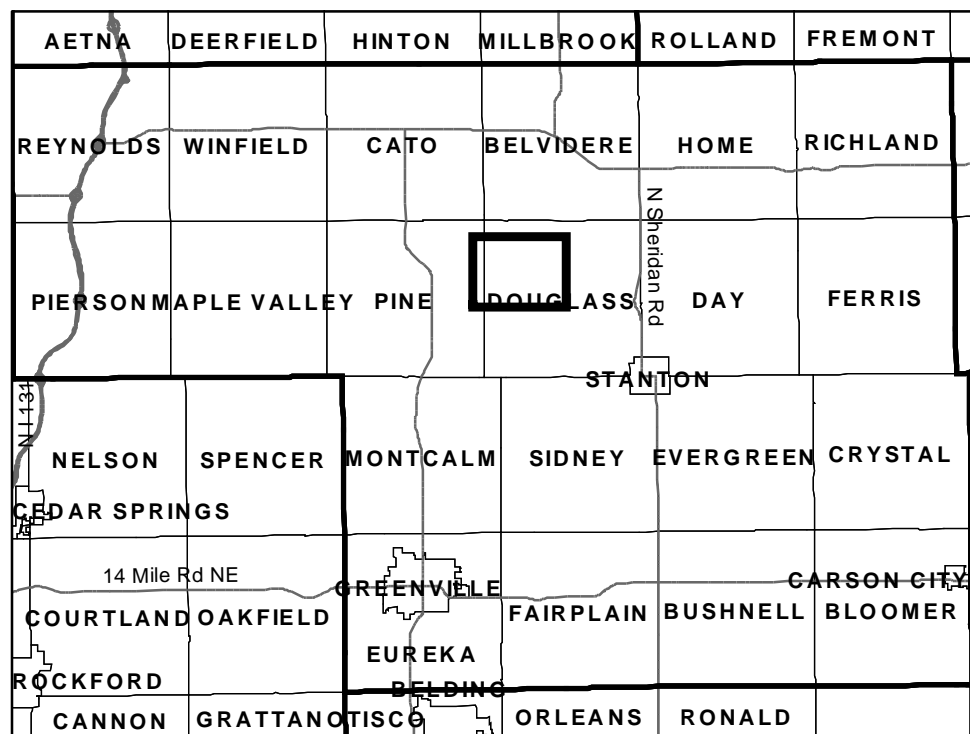 AETNA DEERFIELD HINTON MILLBROOK ROLLAND FREMONT
REYNOLDS WINFIELD CATO BELVIDERE HOME RICHLAND
N Sheridan Rd
PIERSON MAPLE VALLEY PINE DOUGLASS DAY FERRIS
STANTON
N I 131
NELSON SPENCER MONTCALM SIDNEY EVERGREEN CRYSTAL
CEDAR SPRINGS
14 Mile Rd NE
GREENVILLE CARSON CITY
COURTLAND OAKFIELD FAIRPLAIN BUSHNELL BLOOMER
EUREKA
ROCKFORD
BELDING
CANNON GRATTAN OTISCO ORLEANS RONALD